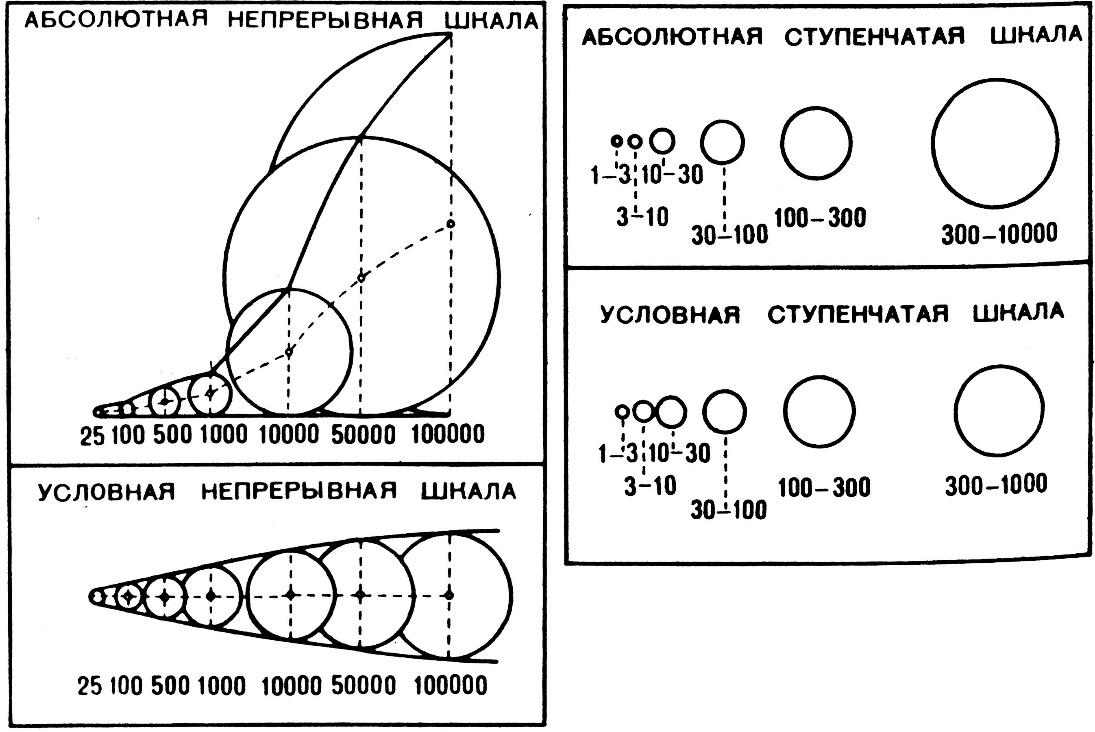 АБСОЛЮТНАЯ НЕПРЕРЫВНАЯ ШКАЛА
25 100 500 1000 10000 50000 100000
УСЛОВНАЯ НЕПРЕРЫВНАЯ ШКАЛА
25 100 500 1000 10000 50000 100000
АБСОЛЮТНАЯ СТУПЕНЧАТАЯ ШКАЛА
1–3 10–30
3–10 100–300
30–100 300–10000
УСЛОВНАЯ СТУПЕНЧАТАЯ ШКАЛА
1–3 10–30
3–10 100–300 300–1000
30–100